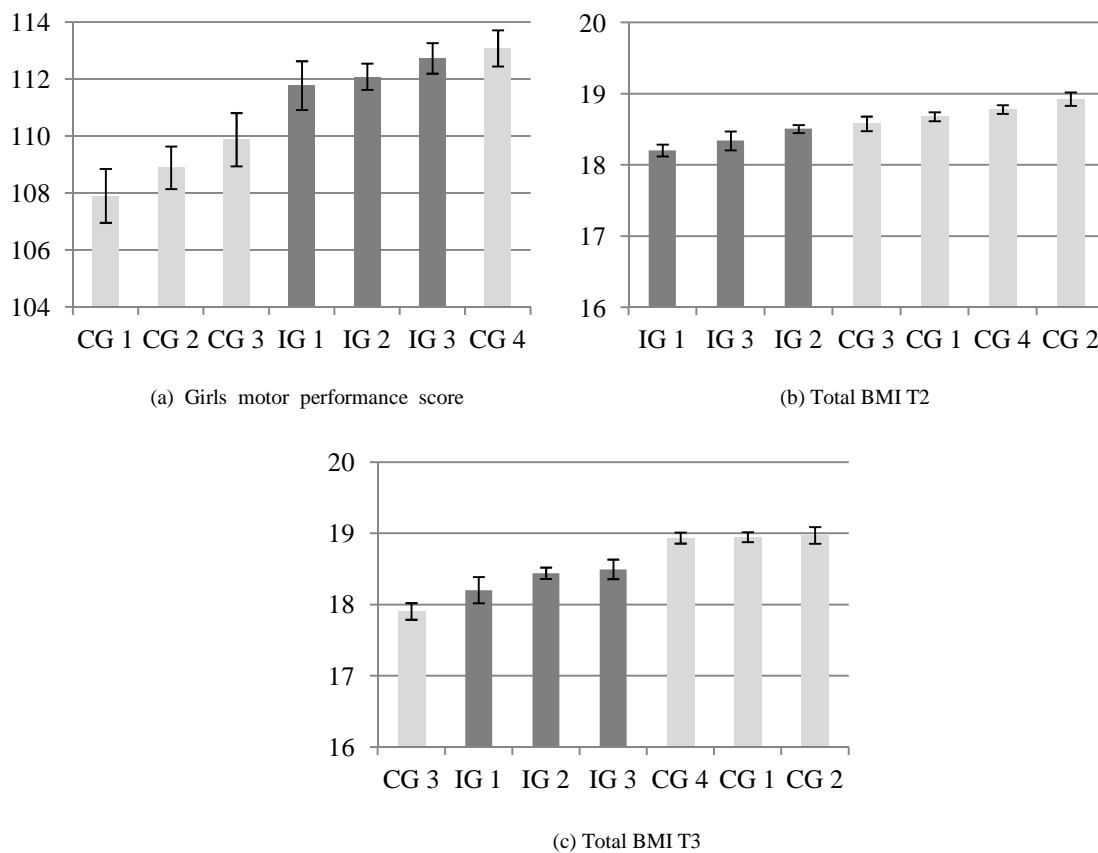 114
112
110
108
106
104
CG 1 CG 2 CG 3 IG 1 IG 2 IG 3 CG 4
(a) Girls motor performance score
20
19
18
17
16
IG 1 IG 3 IG 2 CG 3 CG 1 CG 4 CG 2
(b) Total BMI T2
20
19
18
17
16
CG 3 IG 1 IG 2 IG 3 CG 4 CG 1 CG 2
(c) Total BMI T3